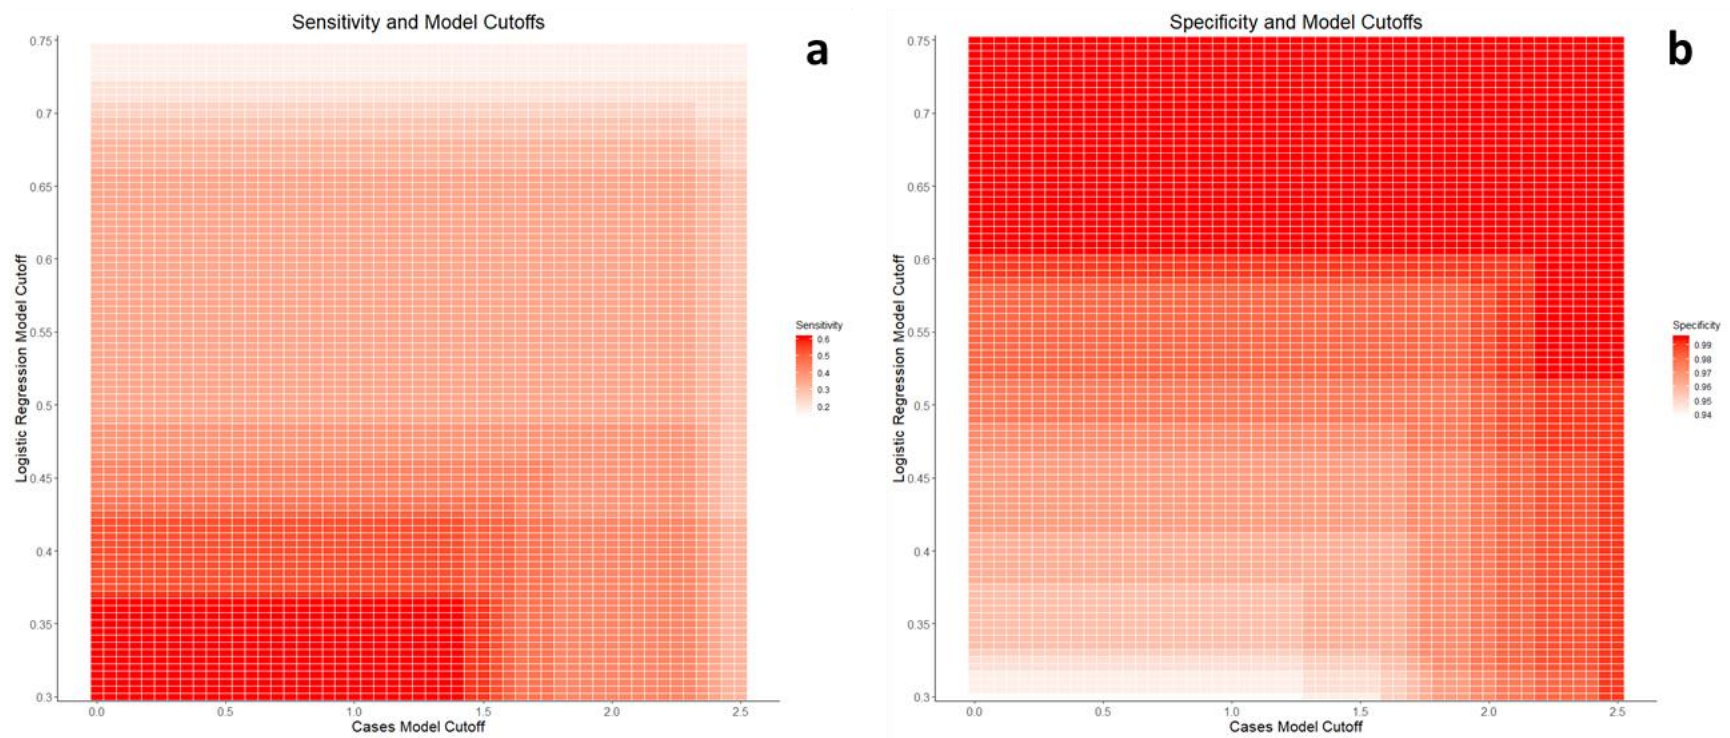 Sensitivity and Model Cutoffs
a
0.75
0.7
0.65
0.6
0.55
0.5
0.45
0.4
0.35
0.3
Logistic Regression Model Cutoff
0.0 0.5 1.0 1.5 2.0 2.5
Cases Model Cutoff
Sensitivity
0.6
0.4
0.3
0.2
Specificity and Model Cutoffs
b
0.75
0.7
0.65
0.6
0.55
0.5
0.45
0.4
0.35
0.3
Logistic Regression Model Cutoff
0.0 0.5 1.0 1.5 2.0 2.5
Cases Model Cutoff
Specificity
0.99
0.98
0.97
0.96
0.95
0.94